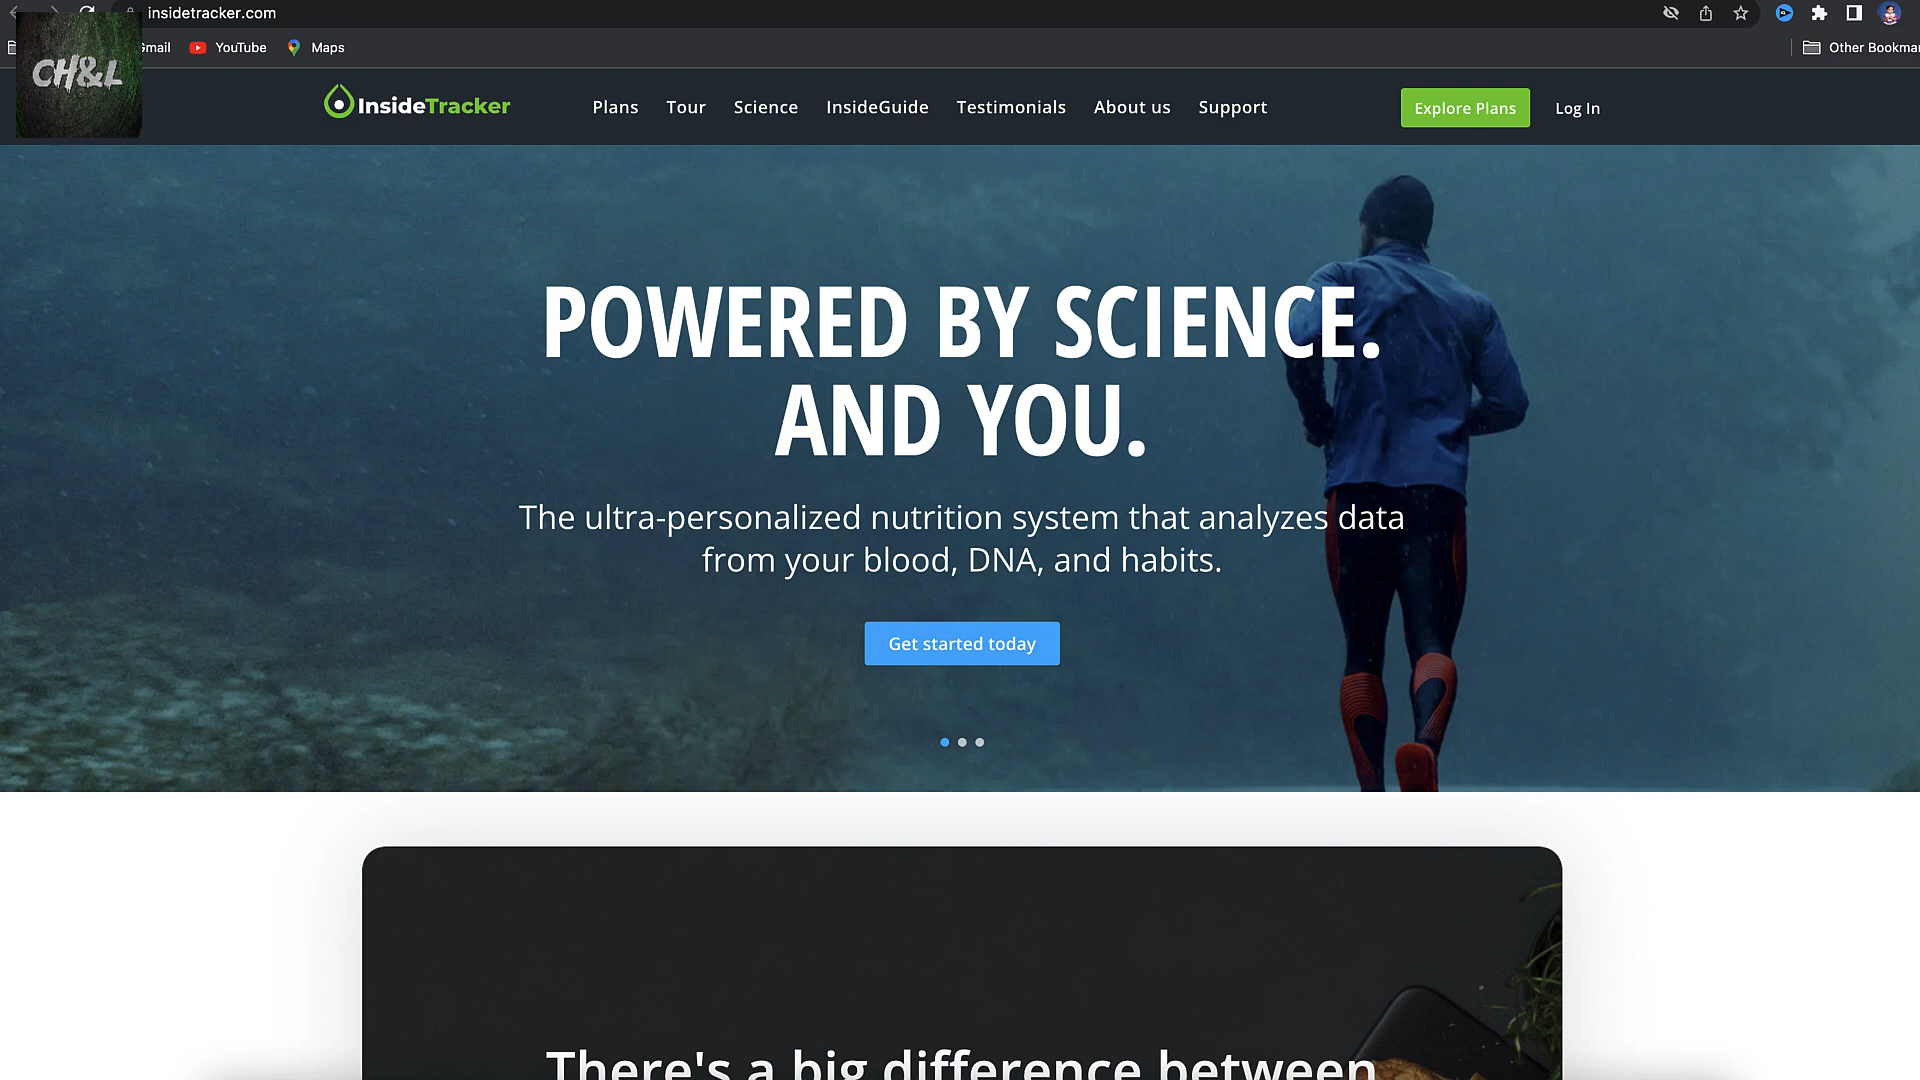 insidetracker.com
Gmail YouTube Maps Other Bookmar
CH&L
InsideTracker Plans Tour Science InsideGuide Testimonials About us Support Explore Plans Log In
POWERED BY SCIENCE.
AND YOU.
The ultra-personalized nutrition system that analyzes data
from your blood, DNA, and habits.
Get started today
There's a big difference between